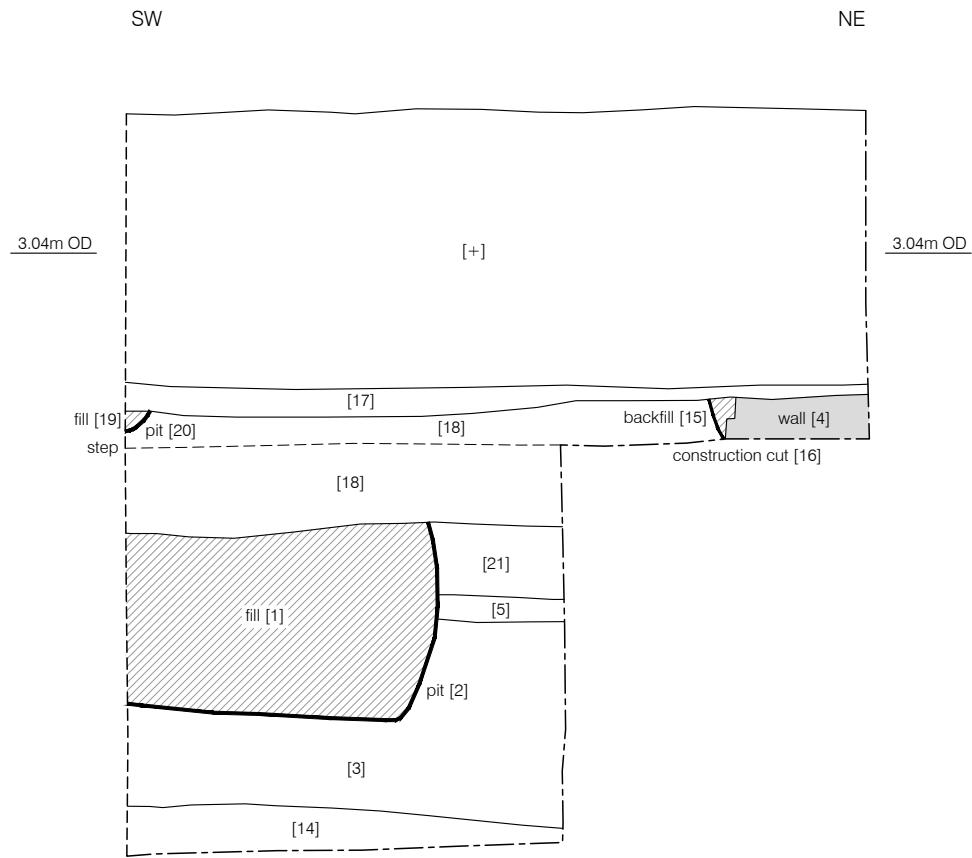 SW NE
3.04m OD 3.04m OD
[+]
[17]
fill [19] pit [20] [18] backfill [15] wall [4]
step construction cut [16]
[18]
[21]
fill [1] [5]
pit [2]
[3]
[14]